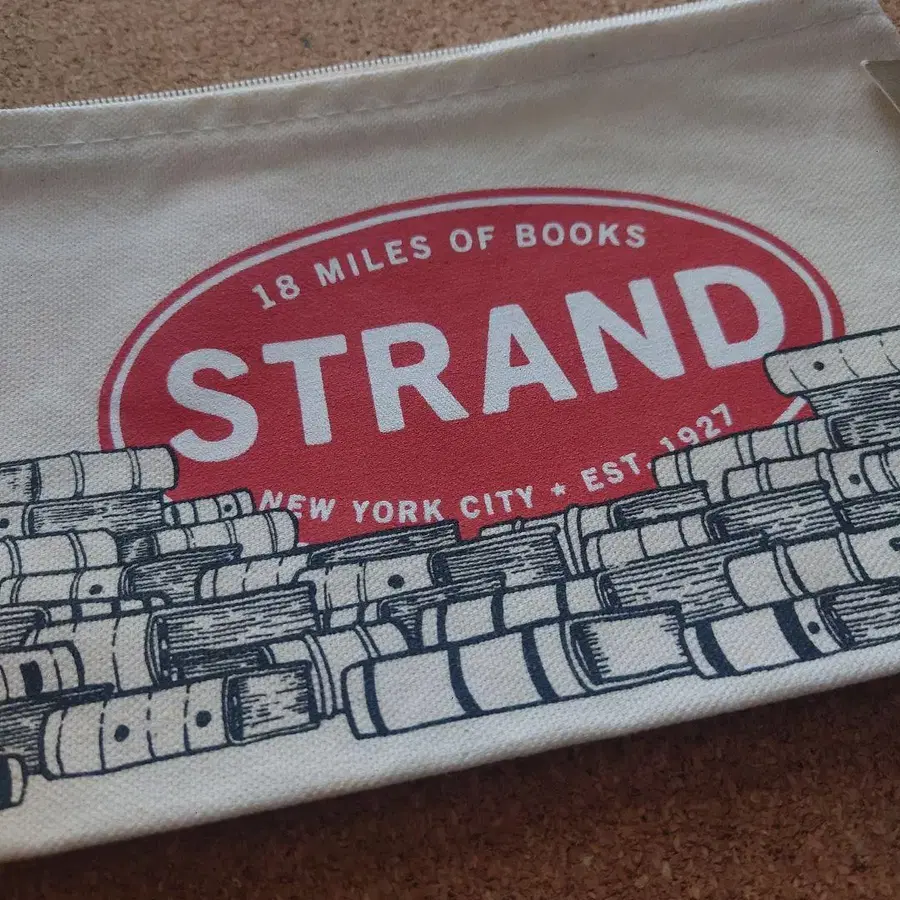 18 MILES OF BOOKS
STRAND
NEW YORK CITY ★ EST. 1927